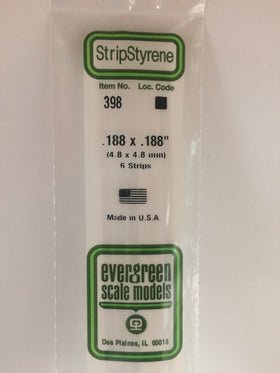 StripStyrene
Item No. Loc. Code
398
.188 x .188"
(4.8 x 4.8 mm)
6 Strips
Made in U.S.A.
evergreen
scale models
Des Plaines, IL 60018